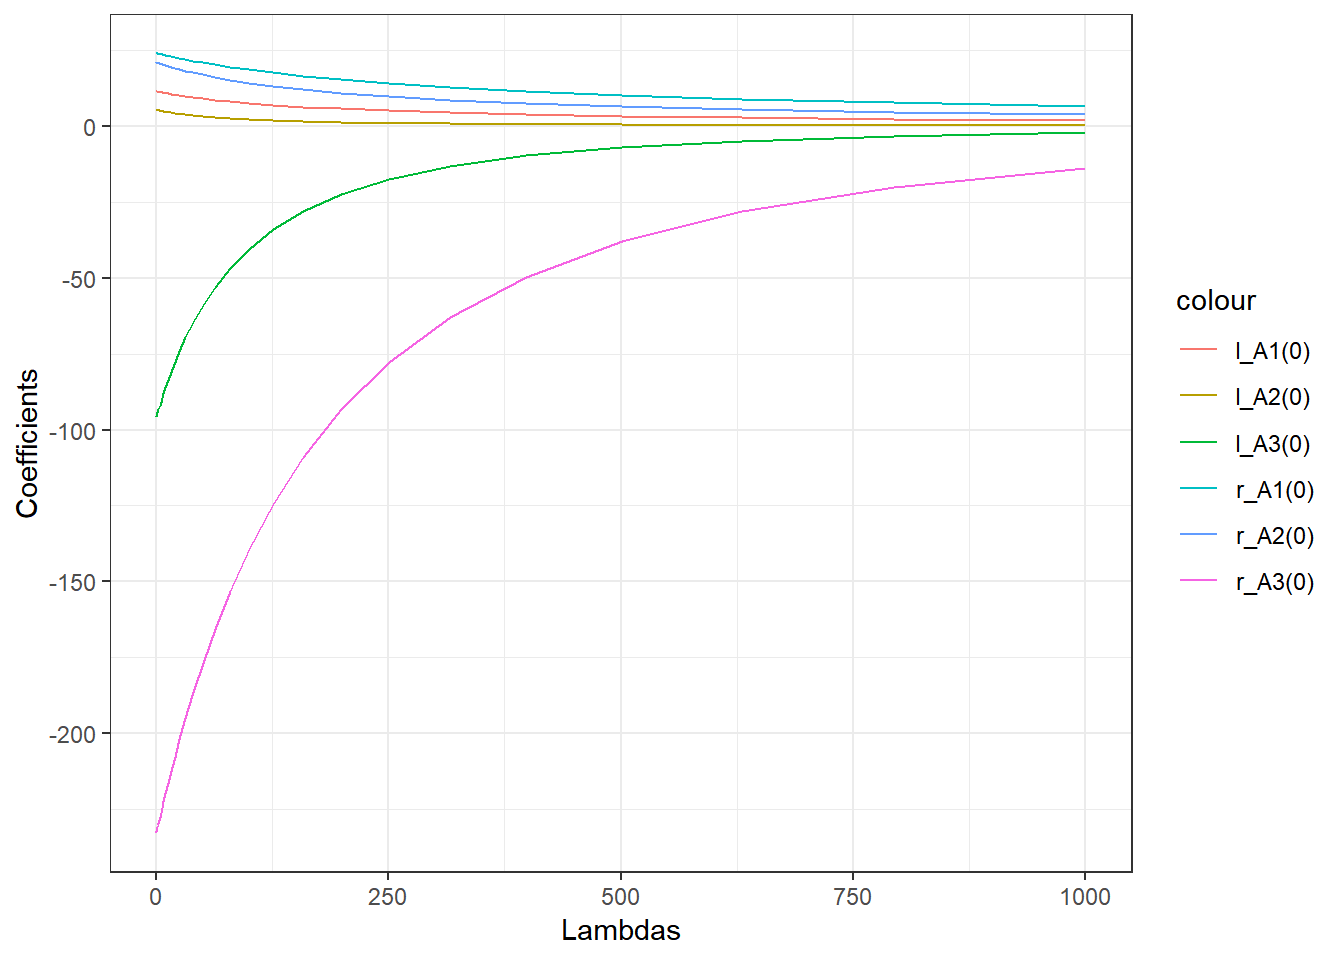 0
-50
-100
-150
-200
Coefficients
0
250
500
750
1000
Lambdas
colour
l_A1(0)
l_A2(0)
l_A3(0)
r_A1(0)
r_A2(0)
r_A3(0)